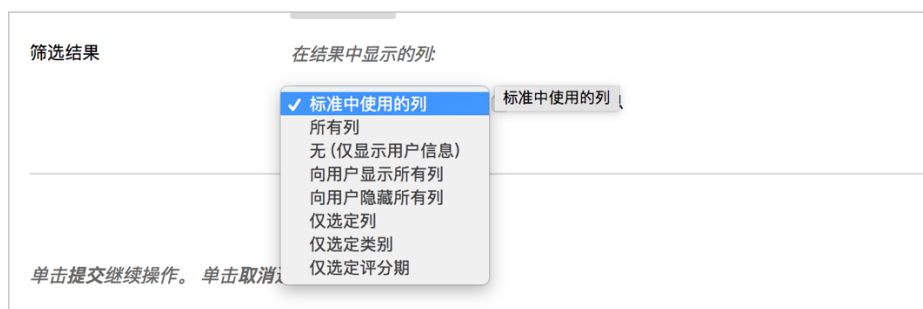 筛选结果
在结果中显示的列:
✓ 标准中使用的列
标准中使用的列
所有列
无 (仅显示用户信息)
向用户显示所有列
向用户隐藏所有列
仅选定列
仅选定类别
仅选定评分期
单击提交继续操作。 单击取消